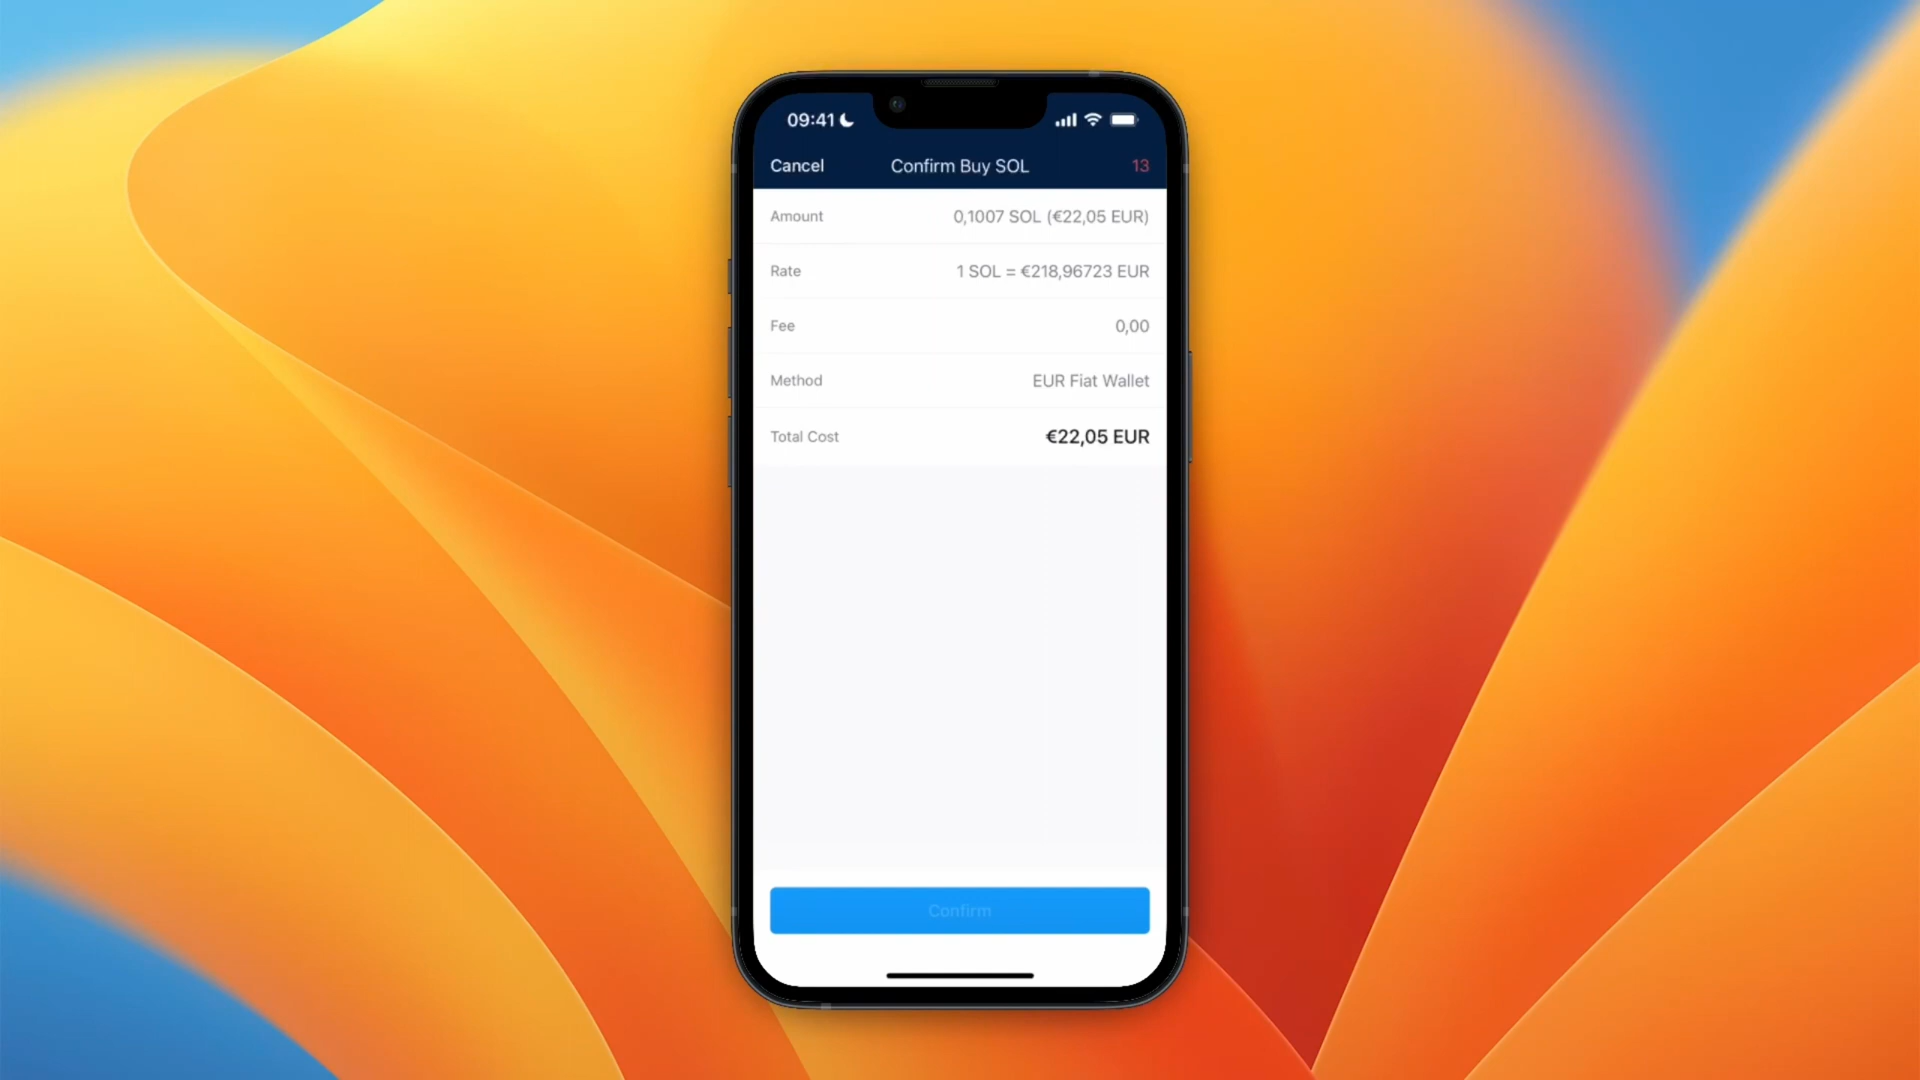 09:41
Cancel Confirm Buy SOL 13
Amount 0,1007 SOL (€22,05 EUR)
Rate 1 SOL = €218,96723 EUR
Fee 0,00
Method EUR Fiat Wallet
Total Cost €22,05 EUR
Confirm